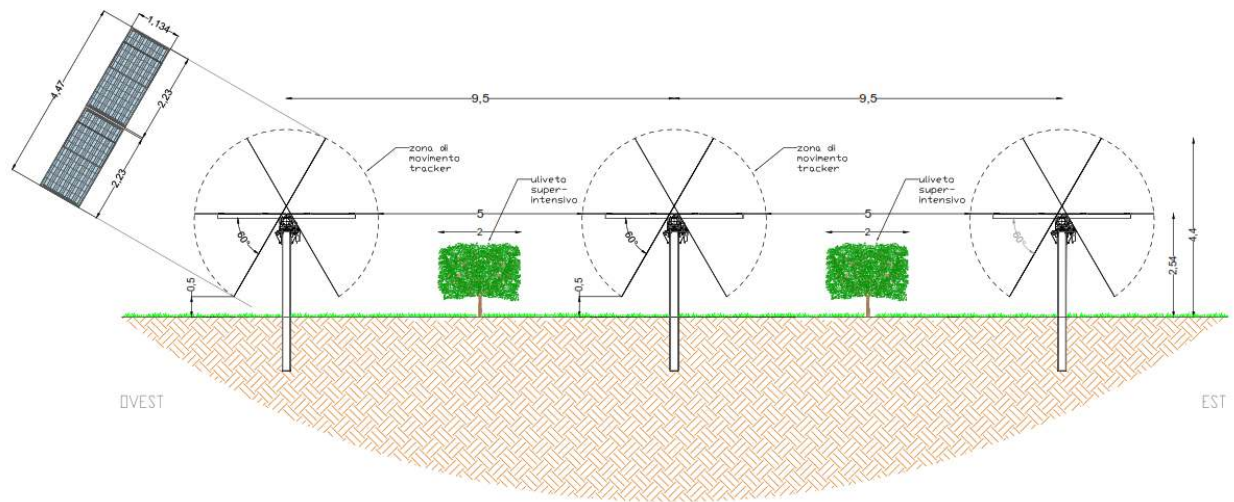 1,134
4,47
2,23
2,23
9,5
9,5
zona di
movimento
tracker
uliveto
super-
intensivo
zona di
movimento
tracker
uliveto
super-
intensivo
5
5
2
2
60°
60°
60°
0,5
0,5
2,54
4,4
OVEST
EST